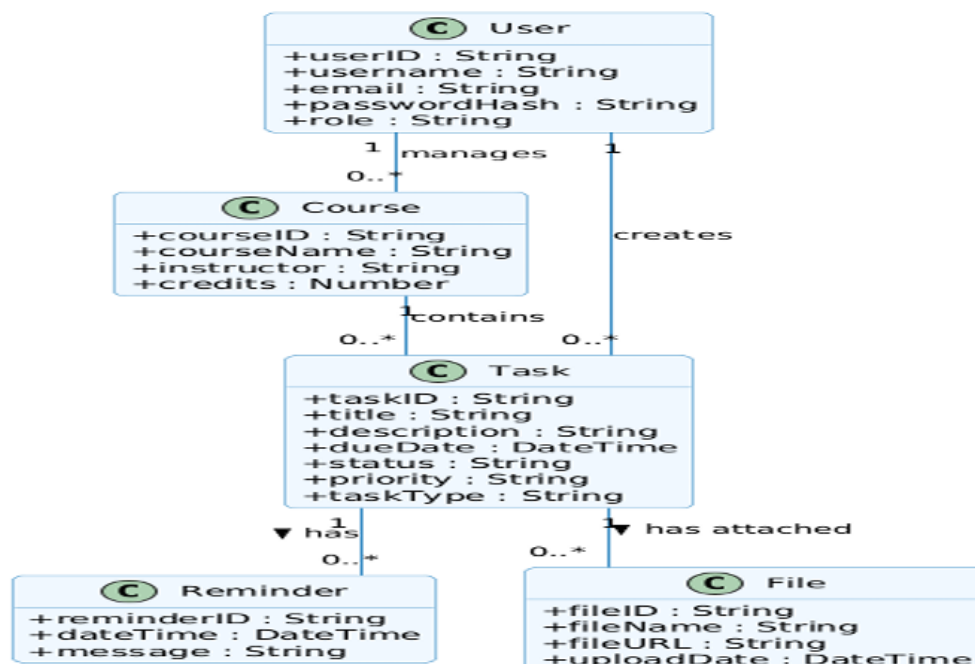 C User
+userID : String
+username : String
+email : String
+passwordHash : String
+role : String
1
manages
1
0..*
C Course
+courseID : String
+courseName : String
+instructor : String
+credits : Number
creates
1
contains
0..*
0..*
C Task
+taskID : String
+title : String
+description : String
+dueDate : DateTime
+status : String
+priority : String
+taskType : String
1
▼ has
0..*
1
▼ has attached
0..*
C Reminder
+reminderID : String
+dateTime : DateTime
+message : String
C File
+fileID : String
+fileName : String
+fileURL : String
+uploadDate : DateTime